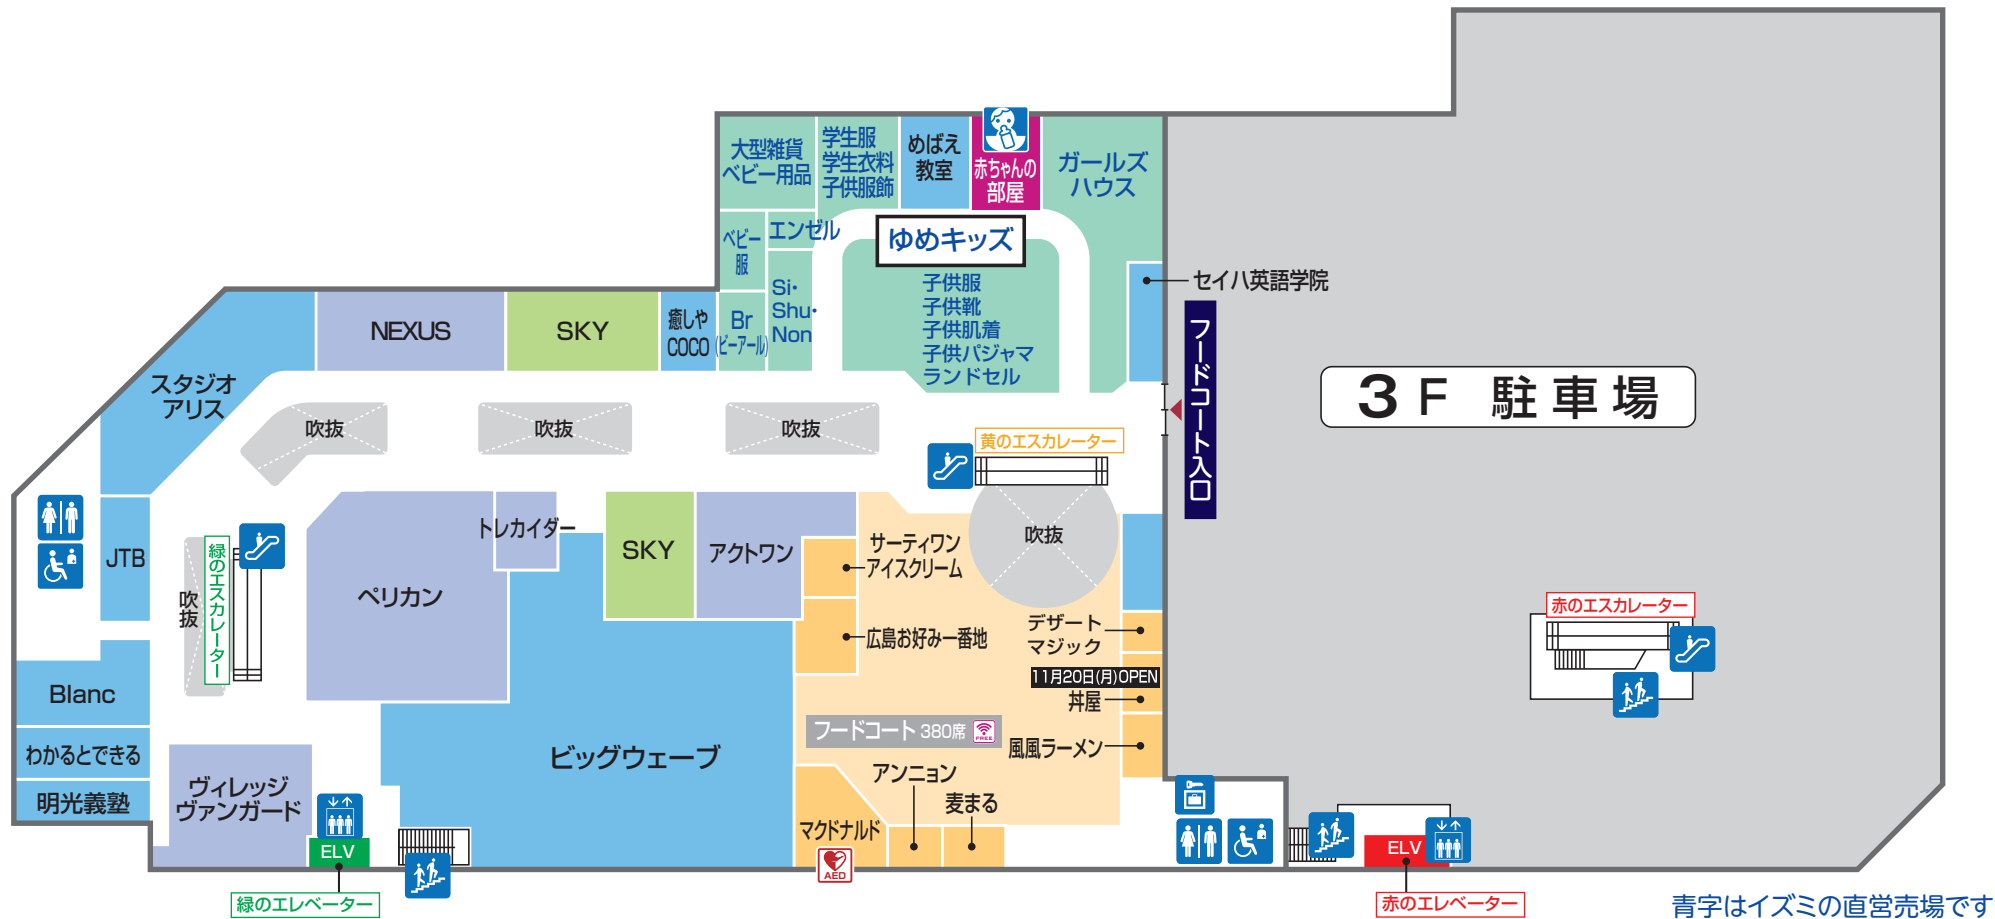 大型雑貨
ベビー用品
学生服
学生衣料
子供服飾
めばえ
教室
赤ちゃんの
部屋
ガールズ
ハウス
ベビー
服
エンゼル
ゆめキッズ
子供服
子供靴
子供肌着
子供パジャマ
ランドセル
Si・
Shu・
Non
Br
(ビーアール)
セイハ英語学院
フードコート入口
3F 駐車場
NEXUS
SKY
癒しや
COCO
スタジオ
アリス
吹抜
吹抜
吹抜
黄のエスカレーター
吹抜
JTB
緑のエスカレーター
吹抜
ペリカン
トレカイダー
SKY
アクトワン
サーティワン
アイスクリーム
広島お好み一番地
デザート
マジック
11月20日(月)OPEN
丼屋
風風ラーメン
フードコート 380席
FREE
アンニョン
麦まる
マクドナルド
AED
ビッグウェーブ
Blanc
わかるとできる
明光義塾
ヴィレッジ
ヴァンガード
ELV
緑のエレベーター
赤のエスカレーター
ELV
赤のエレベーター
青字はイズミの直営売場です